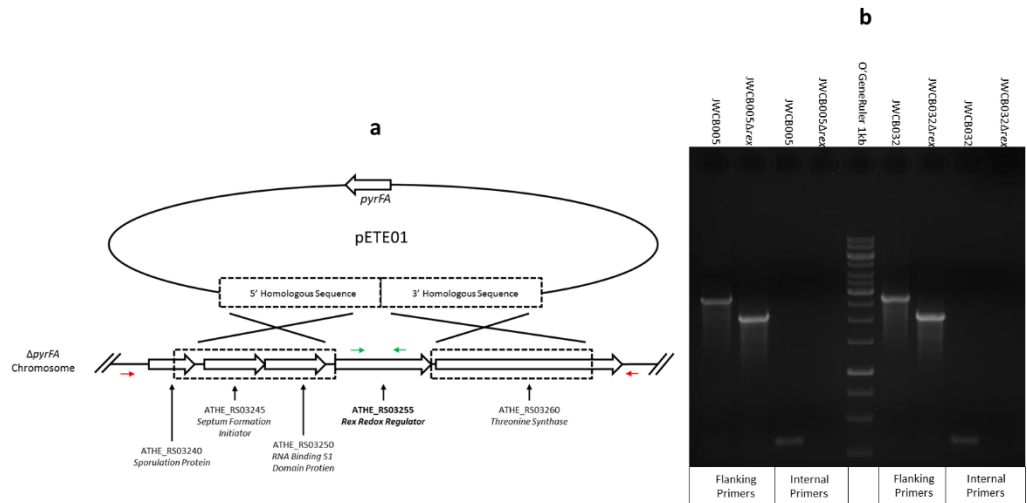 a
pyrFA
pETE01
5' Homologous Sequence
3' Homologous Sequence
ΔpyrFA
Chromosome
ATHE_RS03240
Sporulation Protein
ATHE_RS03245
Septum Formation
Initiator
ATHE_RS03250
RNA Binding S1
Domain Protien
ATHE_RS03255
Rex Redox Regulator
ATHE_RS03260
Threonine Synthase
b
JWCB005
JWCB005Δrex
JWCB005
JWCB005Δrex
O'GeneRuler 1kb
JWCB032
JWCB032Δrex
JWCB032
JWCB032Δrex
Flanking
Primers
Internal
Primers
Flanking
Primers
Internal
Primers